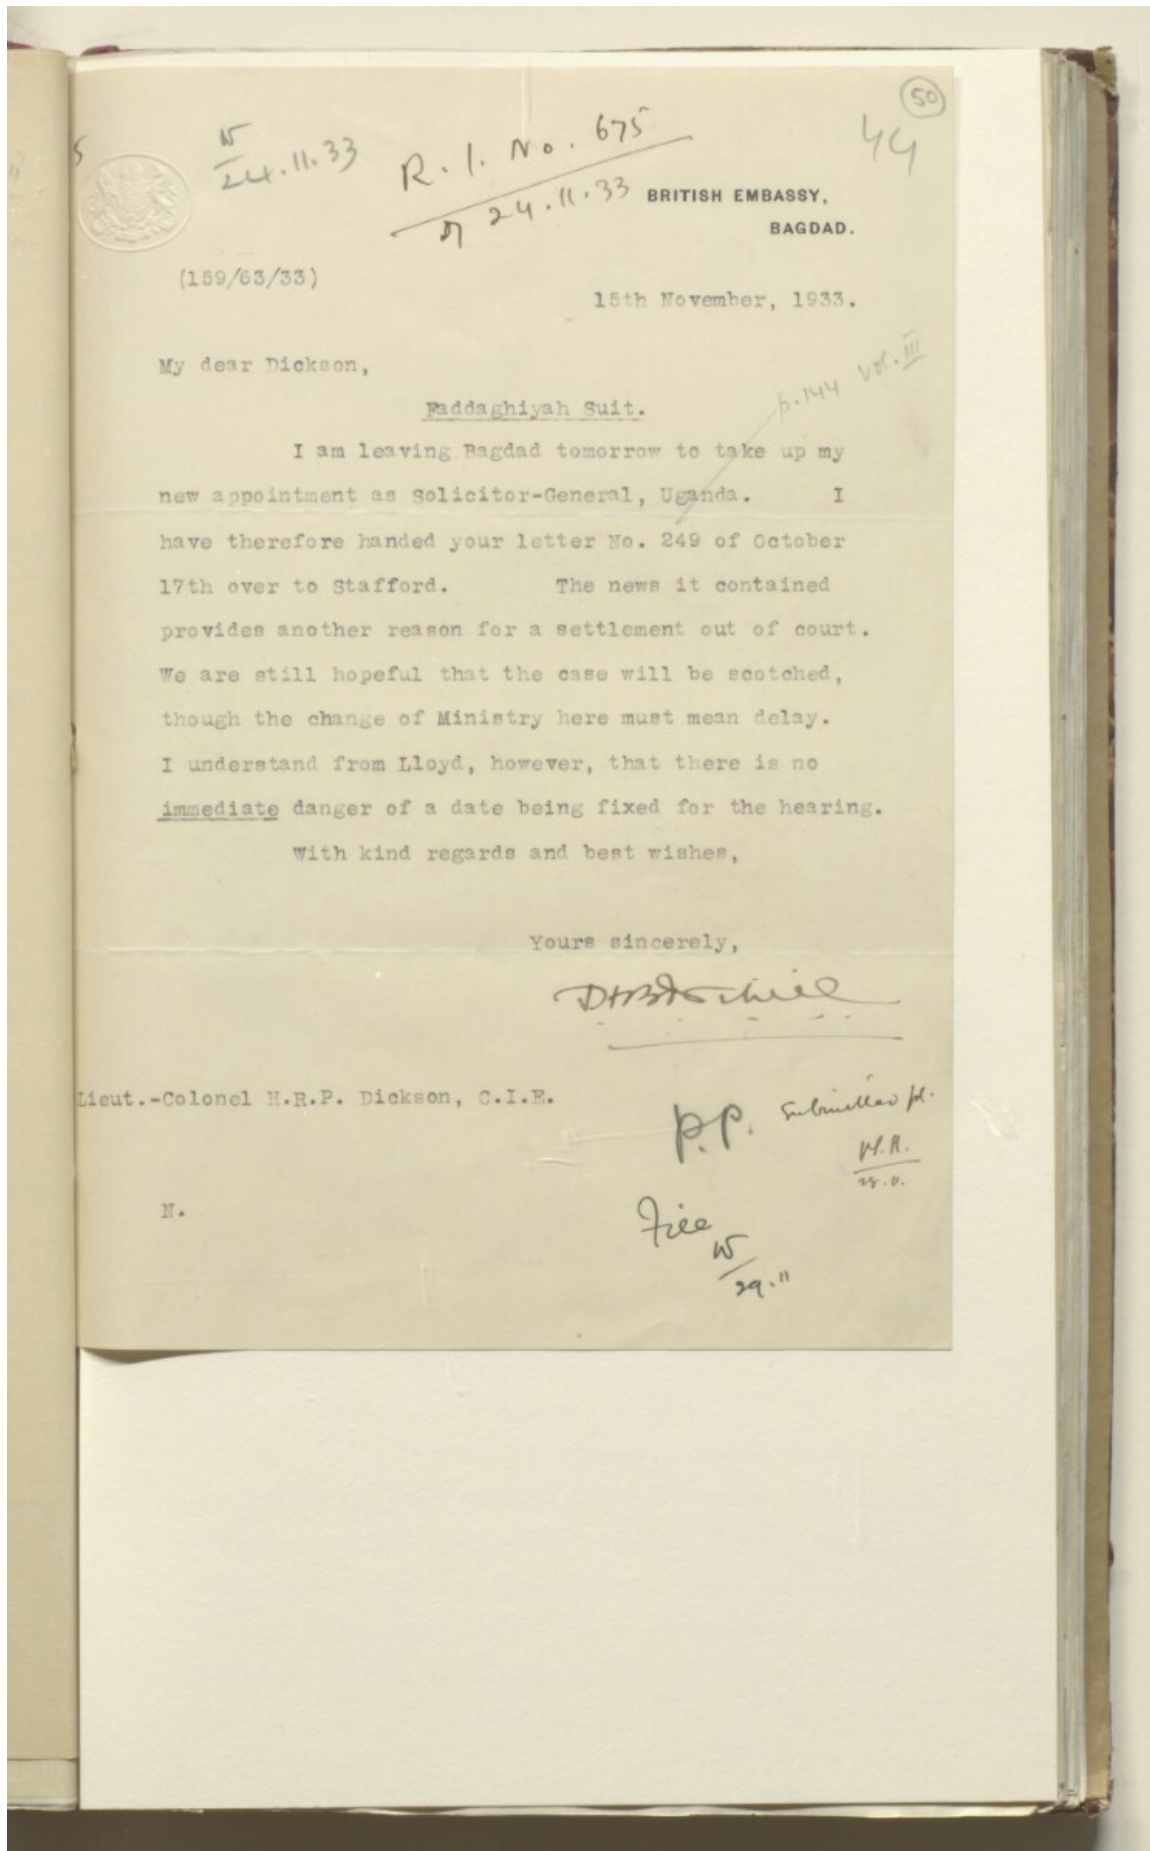 50
44
24.11.33
R.I. No. 675
24.11.33
BRITISH EMBASSY,
BAGDAD.
(159/63/33)
15th November, 1933.
My dear Dickson,
p.144 Vol. III
Faddaghiyah Suit.
I am leaving Bagdad tomorrow to take up my
new appointment as Solicitor-General, Uganda. I
have therefore handed your letter No. 249 of October
17th over to Stafford. The news it contained
provides another reason for a settlement out of court.
We are still hopeful that the case will be scotched,
though the change of Ministry here must mean delay.
I understand from Lloyd, however, that there is no
immediate danger of a date being fixed for the hearing.
With kind regards and best wishes,
Yours sincerely,
Lieut.-Colonel H.R.P. Dickson, C.I.E.
P.P. Submitted pl.
N.
File
29.11